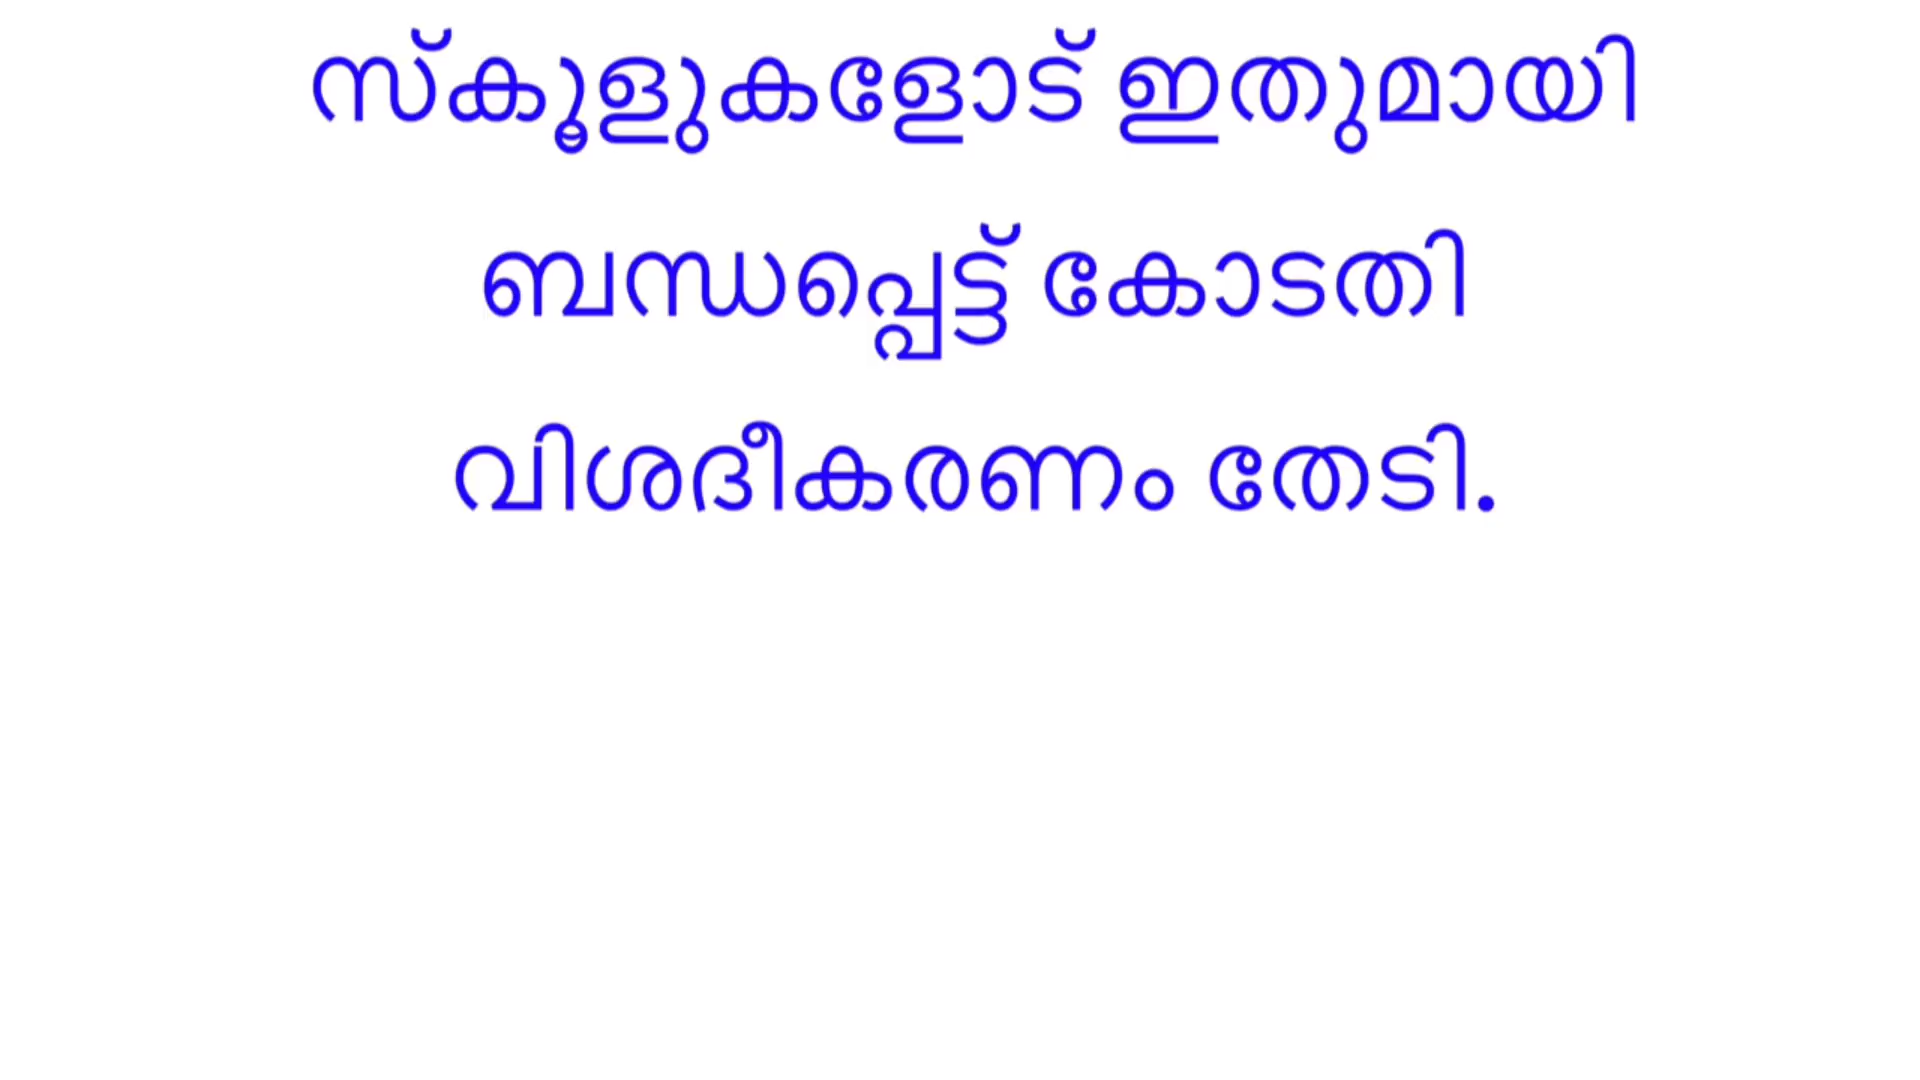 സ്കൂളുകളോട് ഇതുമായി
ബന്ധപ്പെട്ട് കോടതി
വിശദീകരണം തേടി.